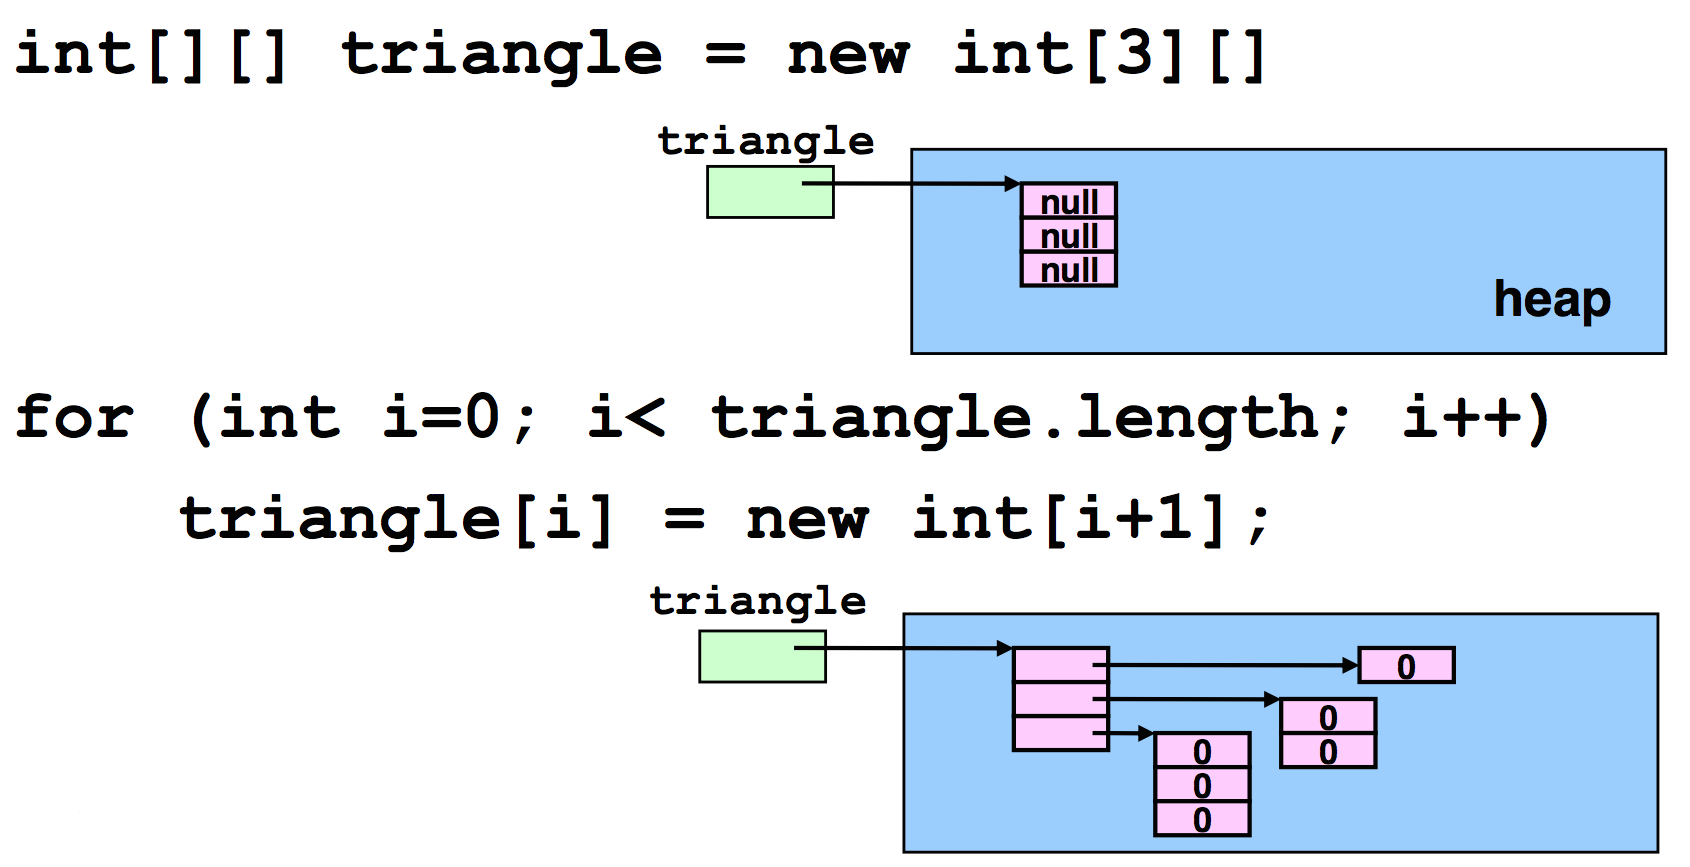 int[][] triangle = new int[3][]
triangle
null
null
null
heap
for (int i=0; i< triangle.length; i++)
triangle[i] = new int[i+1];
triangle
0
0
0
0
0
0